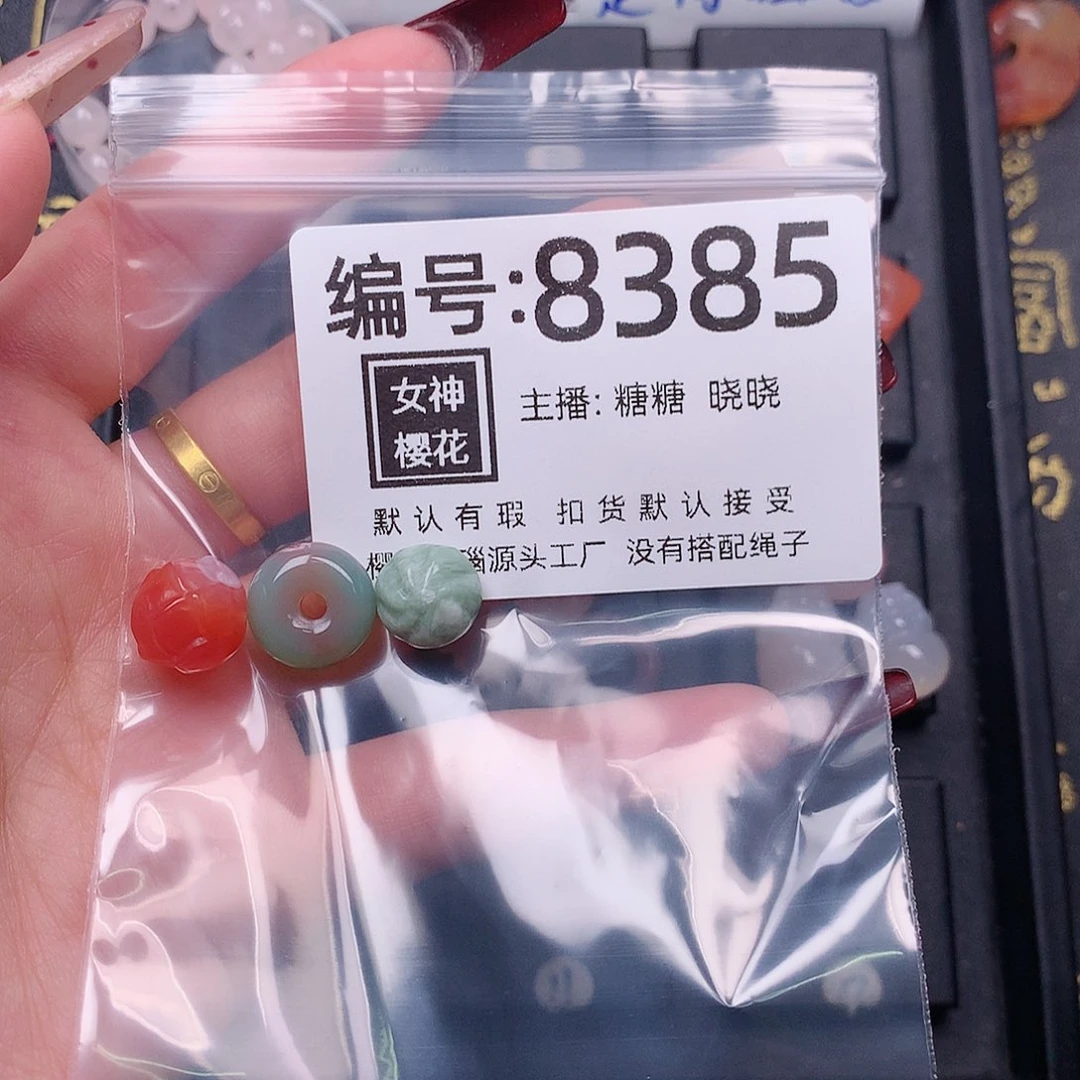 编号:8385
女神
樱花
主播: 糖糖 晓晓
默认有瑕 扣货默认接受
樱 瑙源头工厂 没有搭配绳子